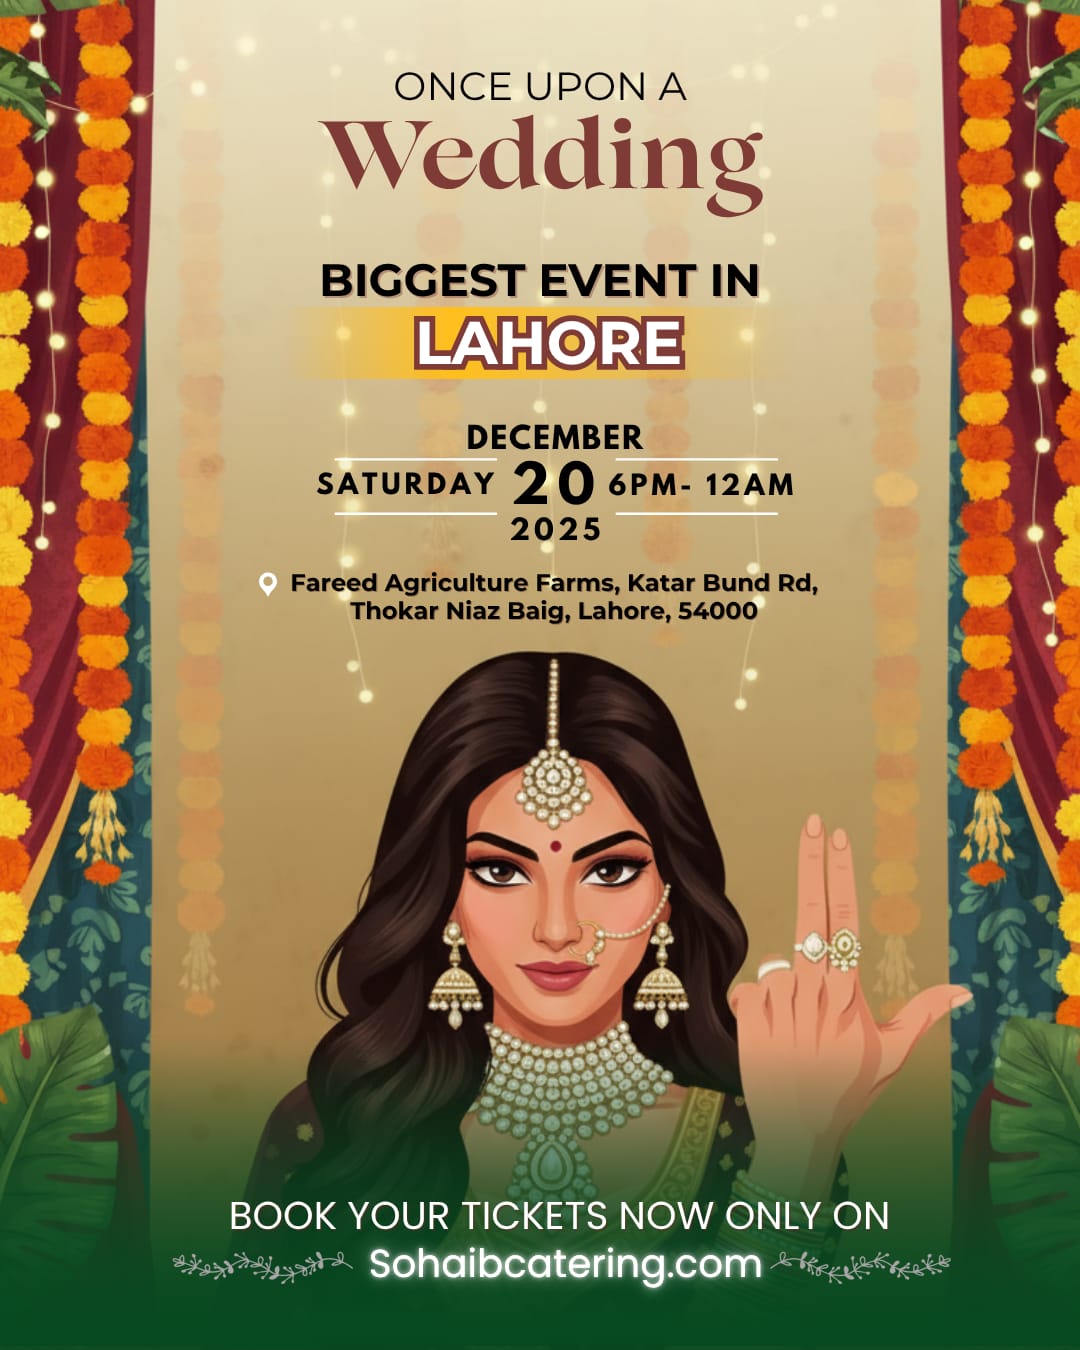 ONCE UPON A
Wedding
BIGGEST EVENT IN
LAHORE
DECEMBER
SATURDAY 20 6PM- 12AM
2025
Fareed Agriculture Farms, Katar Bund Rd,
Thokar Niaz Baig, Lahore, 54000
BOOK YOUR TICKETS NOW ONLY ON
Sohaibcatering.com